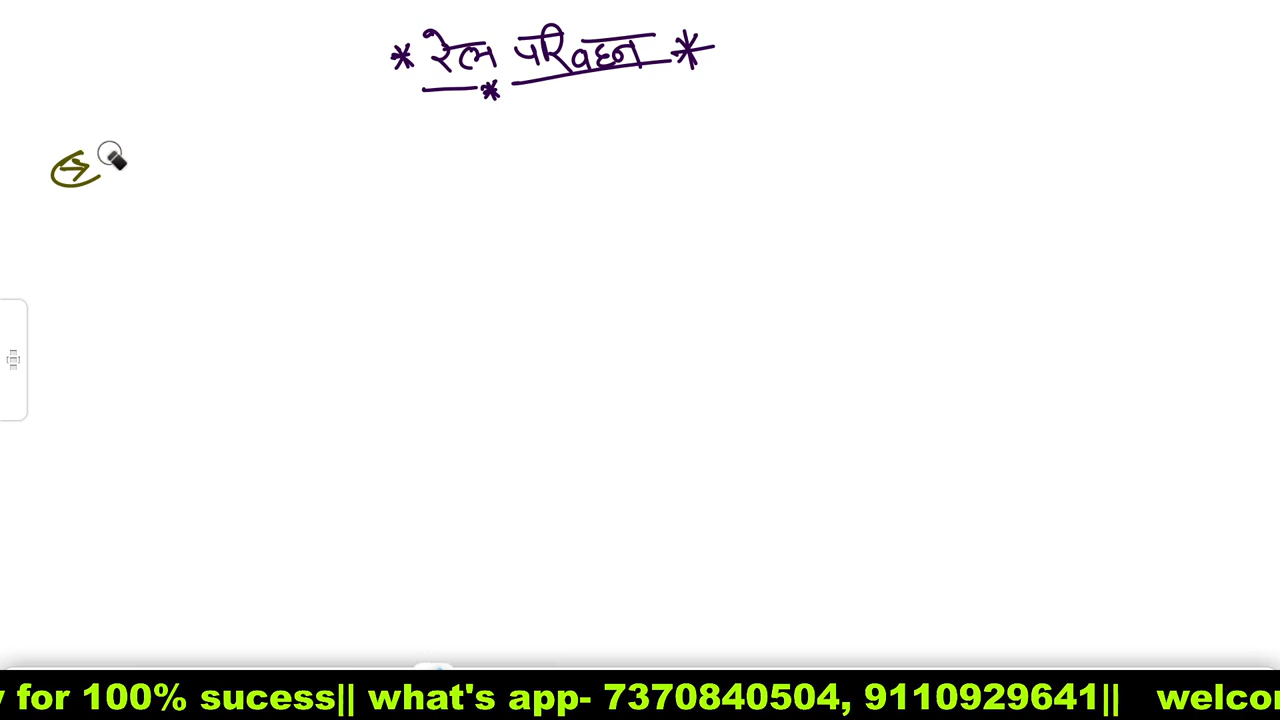 * रेल परिवहन *
*
y for 100% sucess|| what's app- 7370840504, 9110929641|| welco